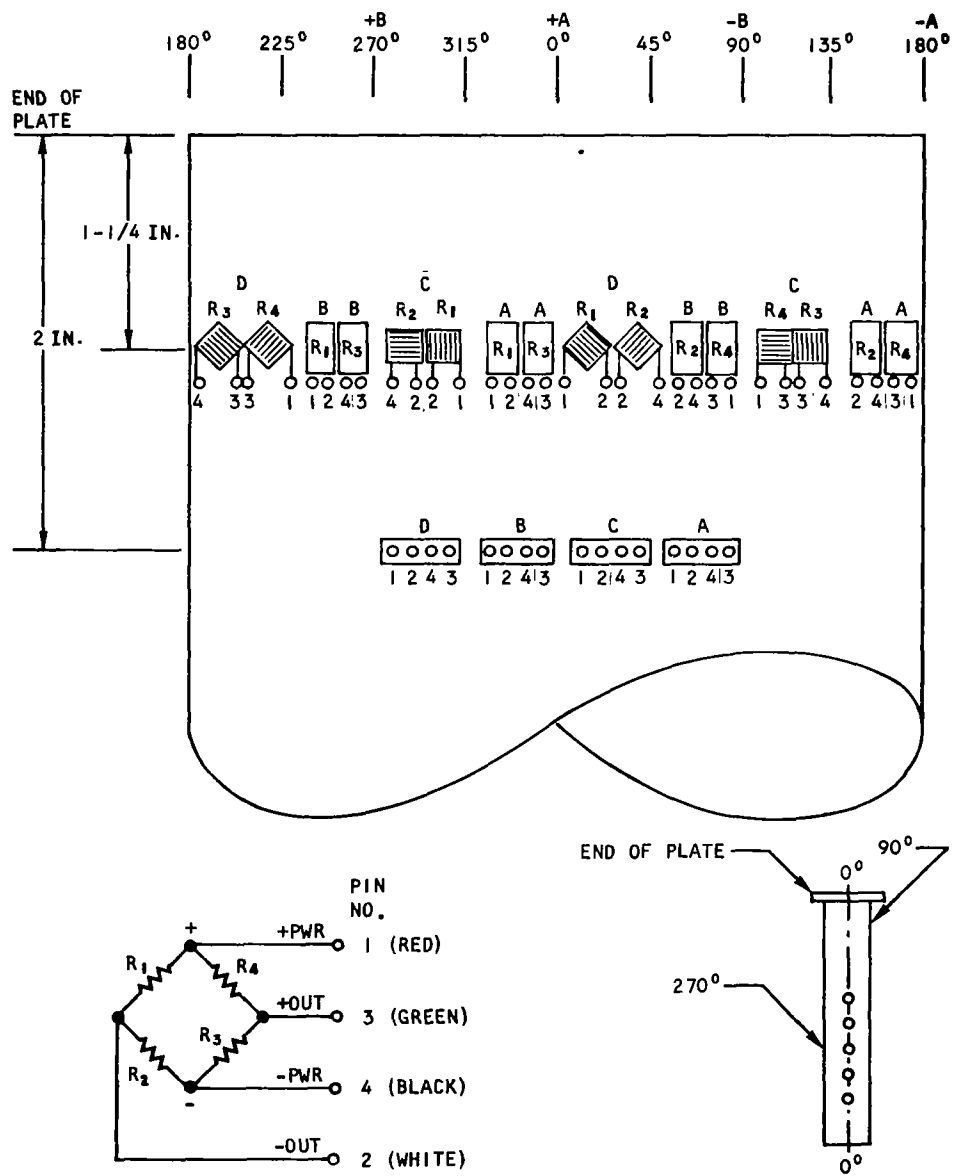 +B +A -B -A
180° 225° 270° 315° 0° 45° 90° 135° 180°
END OF
PLATE
1-1/4 IN.
2 IN.
D C D C
R3 R4 B B R2 R1 A A R1 R2 B B R4 R3 A A
R1 R3 R1 R3 R2 R4 R2 R4
4 3 3 1 1 2 4 3 4 2 2 1 1 2 4 3 1 2 2 4 2 4 3 1 1 3 3 4 2 4 3 1
D B C A
1 2 4 3 1 2 4 3 1 2 4 3 1 2 4 3
PIN
NO.
+ +PWR 1 (RED)
R1 R4
+OUT 3 (GREEN)
R2 R3
- -PWR 4 (BLACK)
-OUT 2 (WHITE)
END OF PLATE 0° 90°
270°
0°